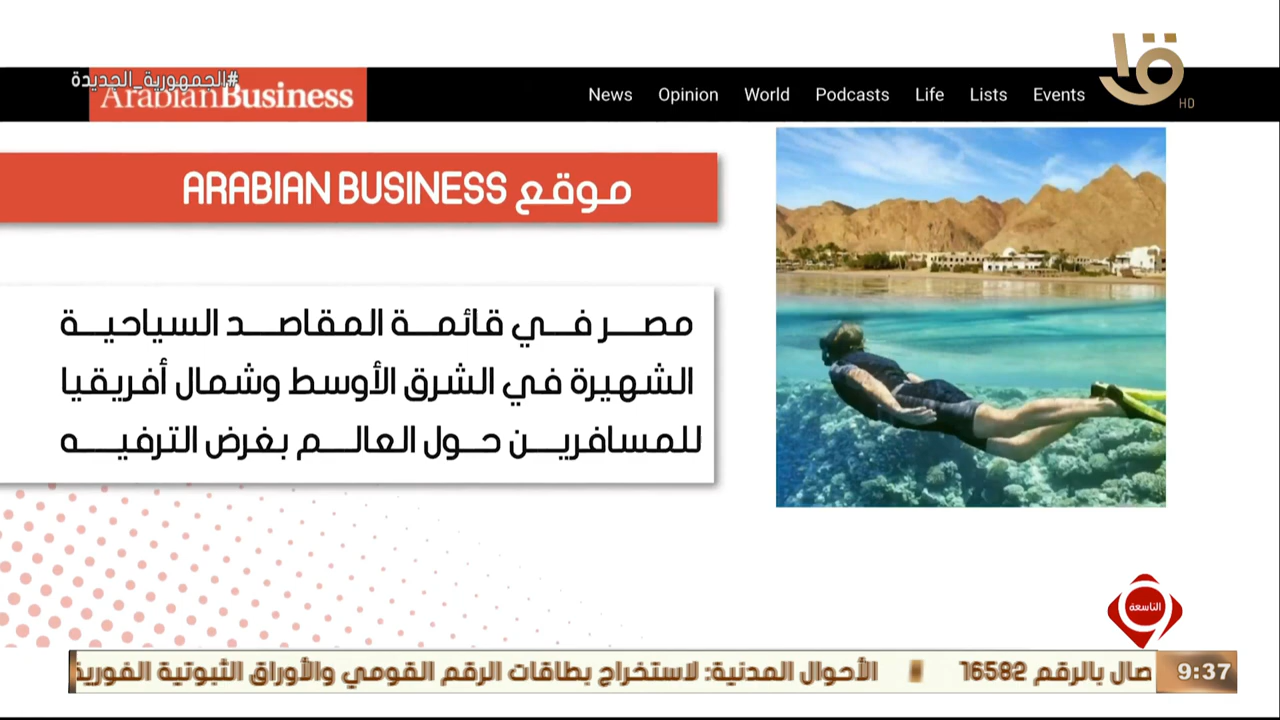 #الجمهورية_الجديدة
ArabianBusiness
News Opinion World Podcasts Life Lists Events
HD
موقع ARABIAN BUSINESS
مصر في قائمة المقاصد السياحية
الشهيرة في الشرق الأوسط وشمال أفريقيا
للمسافرين حول العالم بغرض الترفيه
التاسعة
صال بالرقم 16582 الأحوال المدنية: لاستخراج بطاقات الرقم القومي والأوراق الثبوتية الفورية
9:37